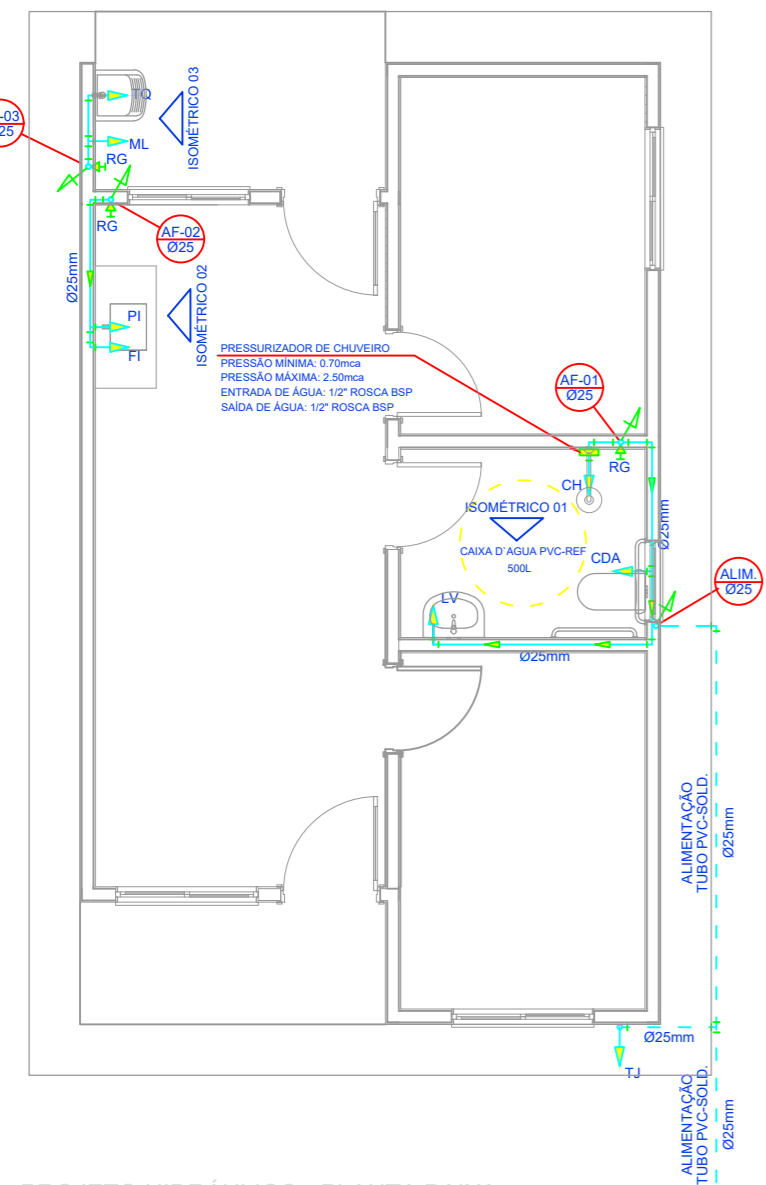 TQ
ISOMÉTRICO 03
-03
25
ML
RG
RG
AF-02
Ø25
Ø25mm
ISOMÉTRICO 02
PI
FI
PRESSURIZADOR DE CHUVEIRO
PRESSÃO MÍNIMA: 0.70mca
PRESSÃO MÁXIMA: 2.50mca
ENTRADA DE ÁGUA: 1/2" ROSCA BSP
SAÍDA DE ÁGUA: 1/2" ROSCA BSP
AF-01
Ø25
RG
CH
ISOMÉTRICO 01
Ø25mm
CAIXA D`AGUA PVC-REF
500L
CDA
ALIM.
Ø25
LV
Ø25mm
ALIMENTAÇÃO
TUBO PVC-SOLD.
Ø25mm
Ø25mm
TJ
ALIMENTAÇÃO
TUBO PVC-SOLD.
Ø25mm